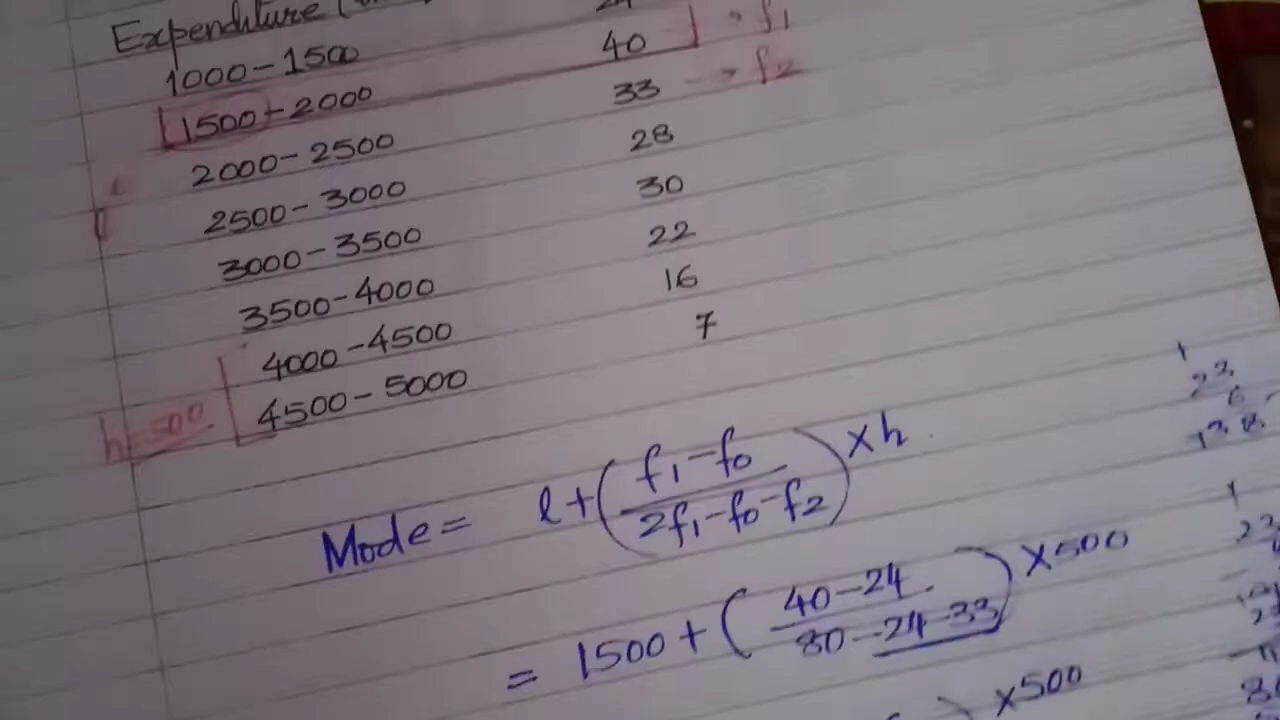 Expenditure
24
1000-1500 40 → f1
1500-2000 33 → f2
2000-2500 28
2500-3000 30
3000-3500 22
3500-4000 16
4000-4500 7
4500-5000
h=500.
Mode = l+(f1-f0/2f1-f0-f2)×h.
= 1500+(40-24/80-24-33)×500
×500